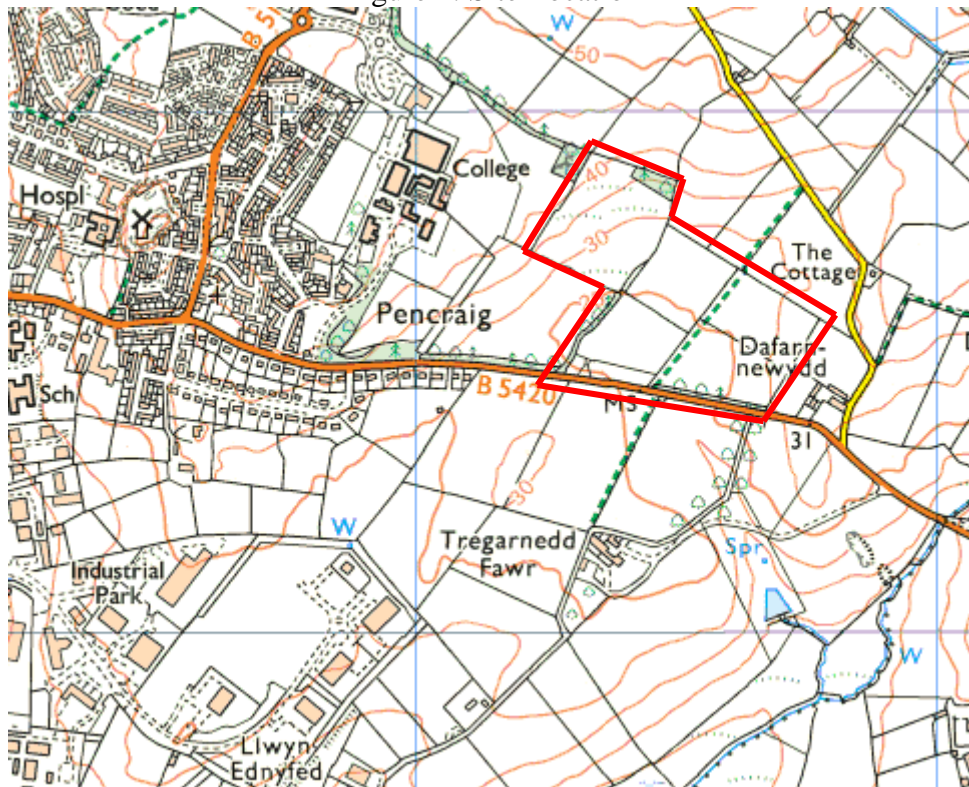 W
50
B 5
College
40
Hospl
30
The
Cottage
Pencraig
Dafarn-
newydd
Sch
B 5420
MS
31
30
W
Tregarnedd
Fawr
Spr
Industrial
Park
W
Llwyn
Ednyfed